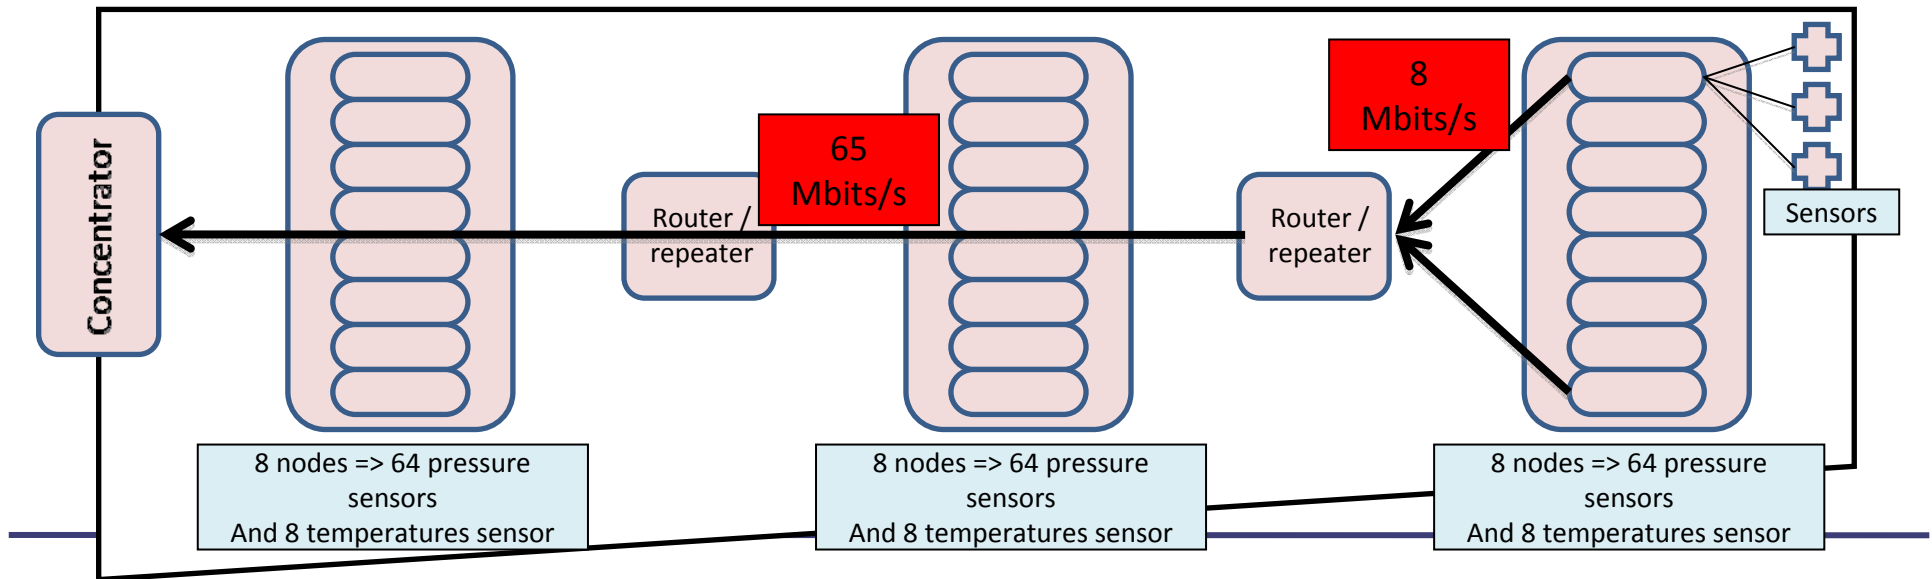 Concentrator
65
Mbits/s
Router /
repeater
8
Mbits/s
Router /
repeater
Sensors
8 nodes => 64 pressure
sensors
And 8 temperatures sensor
8 nodes => 64 pressure
sensors
And 8 temperatures sensor
8 nodes => 64 pressure
sensors
And 8 temperatures sensor